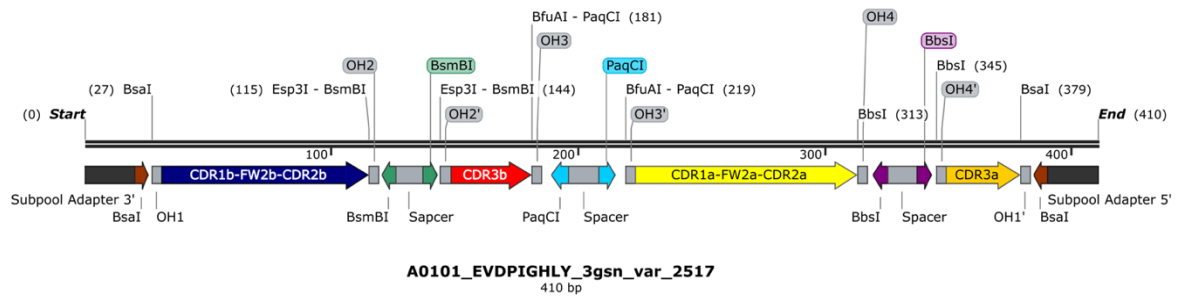 BfuAI - PaqCI (181)
OH4
OH3
OH2 BsmBI PaqCI BbsI
BbsI (345)
(27) BsaI (115) Esp3I - BsmBI Esp3I - BsmBI (144) BfuAI - PaqCI (219) OH4' BsaI (379)
(0) Start OH2' OH3' BbsI (313) End (410)
100 200 300 400
CDR1b-FW2b-CDR2b CDR3b CDR1a-FW2a-CDR2a CDR3a
Subpool Adapter 3' BsmBI Sapcer PaqCI Spacer BbsI Spacer OH1' Subpool Adapter 5'
BsaI OH1 BsaI
A0101_EVDPIGHLY_3gsn_var_2517
410 bp